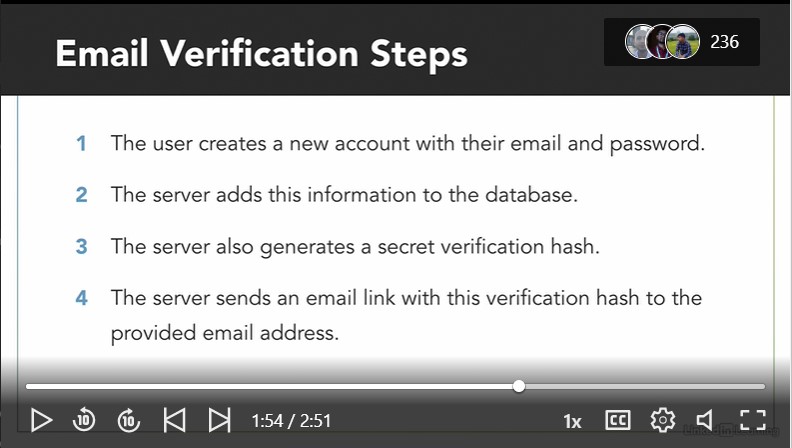 Email Verification Steps
236
1 The user creates a new account with their email and password.
2 The server adds this information to the database.
3 The server also generates a secret verification hash.
4 The server sends an email link with this verification hash to the
provided email address.
10 10 1:54 / 2:51 1x CC